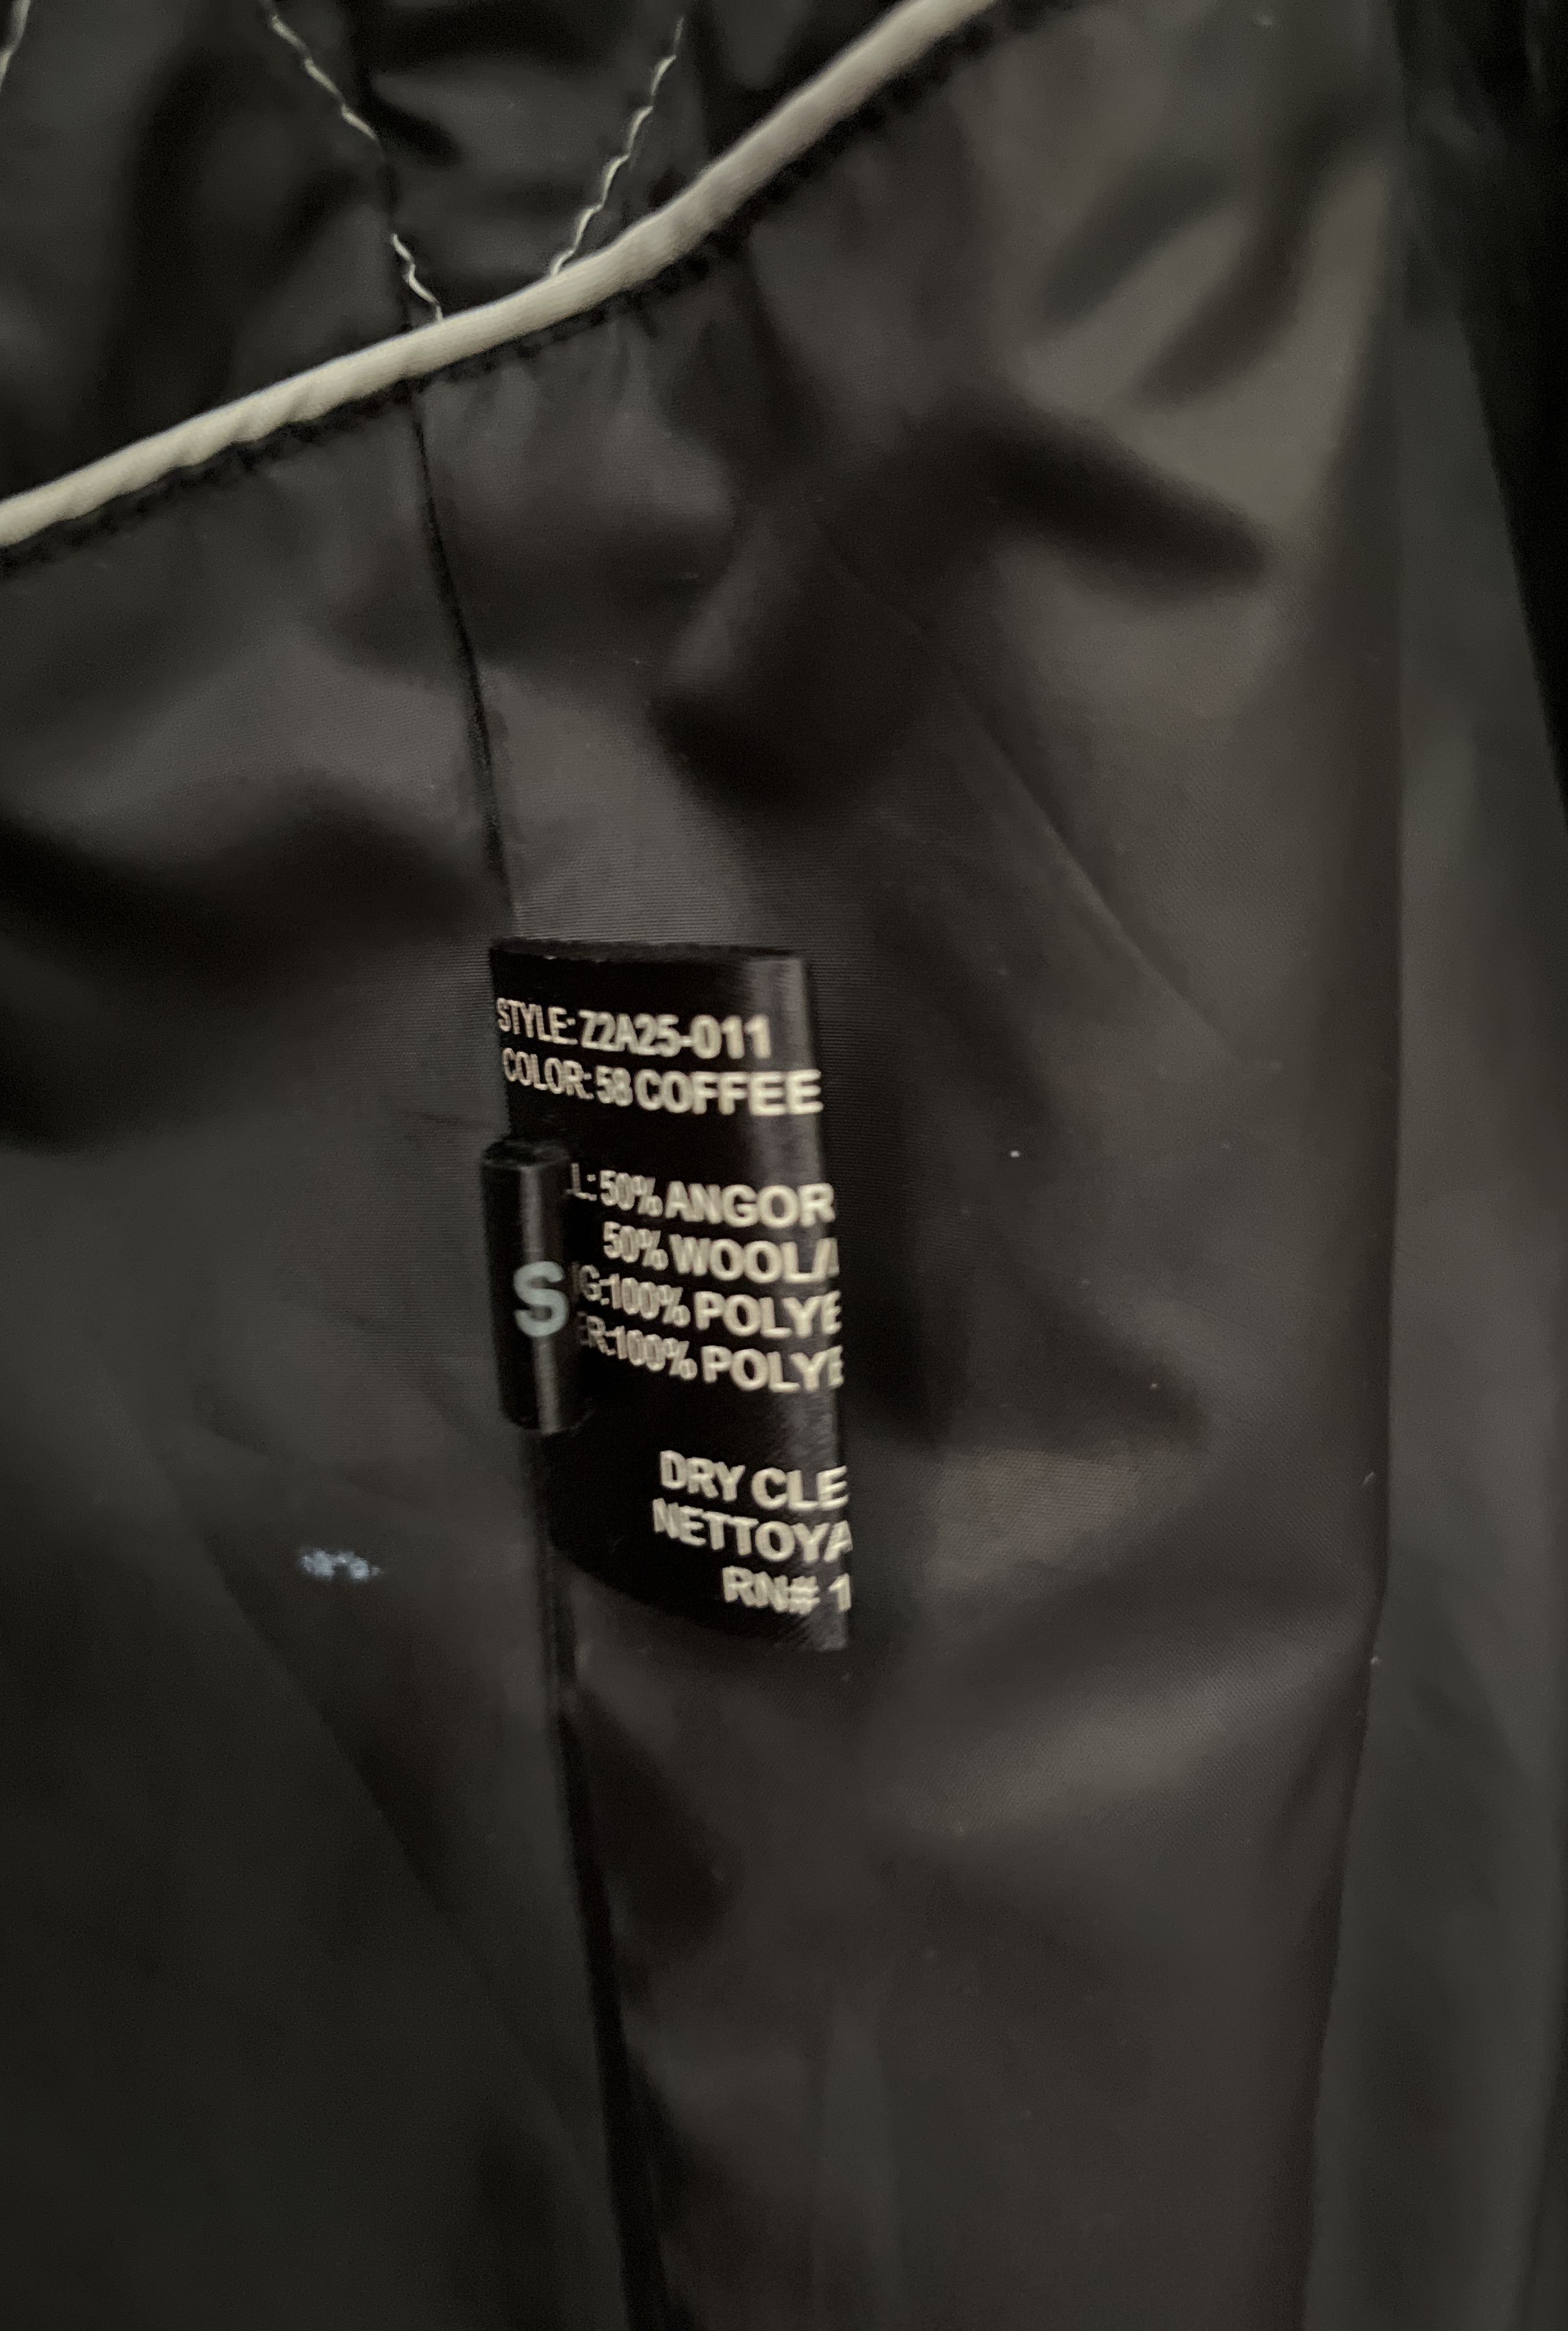 STYLE: Z2A25-011
COLOR: 58 COFFEE
L: 50% ANGOR
50% WOOL/
S
G:100% POLYE
ER:100% POLYE
DRY CLE
NETTOYA
RN# 1